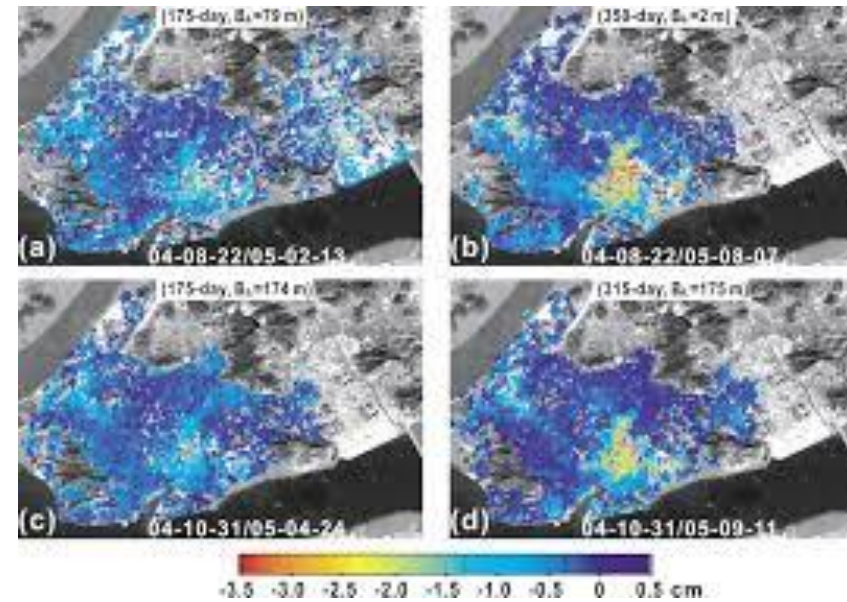 (175-day, B⊥=79 m)
(350-day, B⊥=2 m)
(a)
04-08-22/05-02-13
(b)
04-08-22/05-08-07
(175-day, B⊥=174 m)
(315-day, B⊥=175 m)
(c)
04-10-31/05-04-24
(d)
04-10-31/05-09-11
-3.5 -3.0 -2.5 -2.0 -1.5 -1.0 -0.5 0 0.5 cm